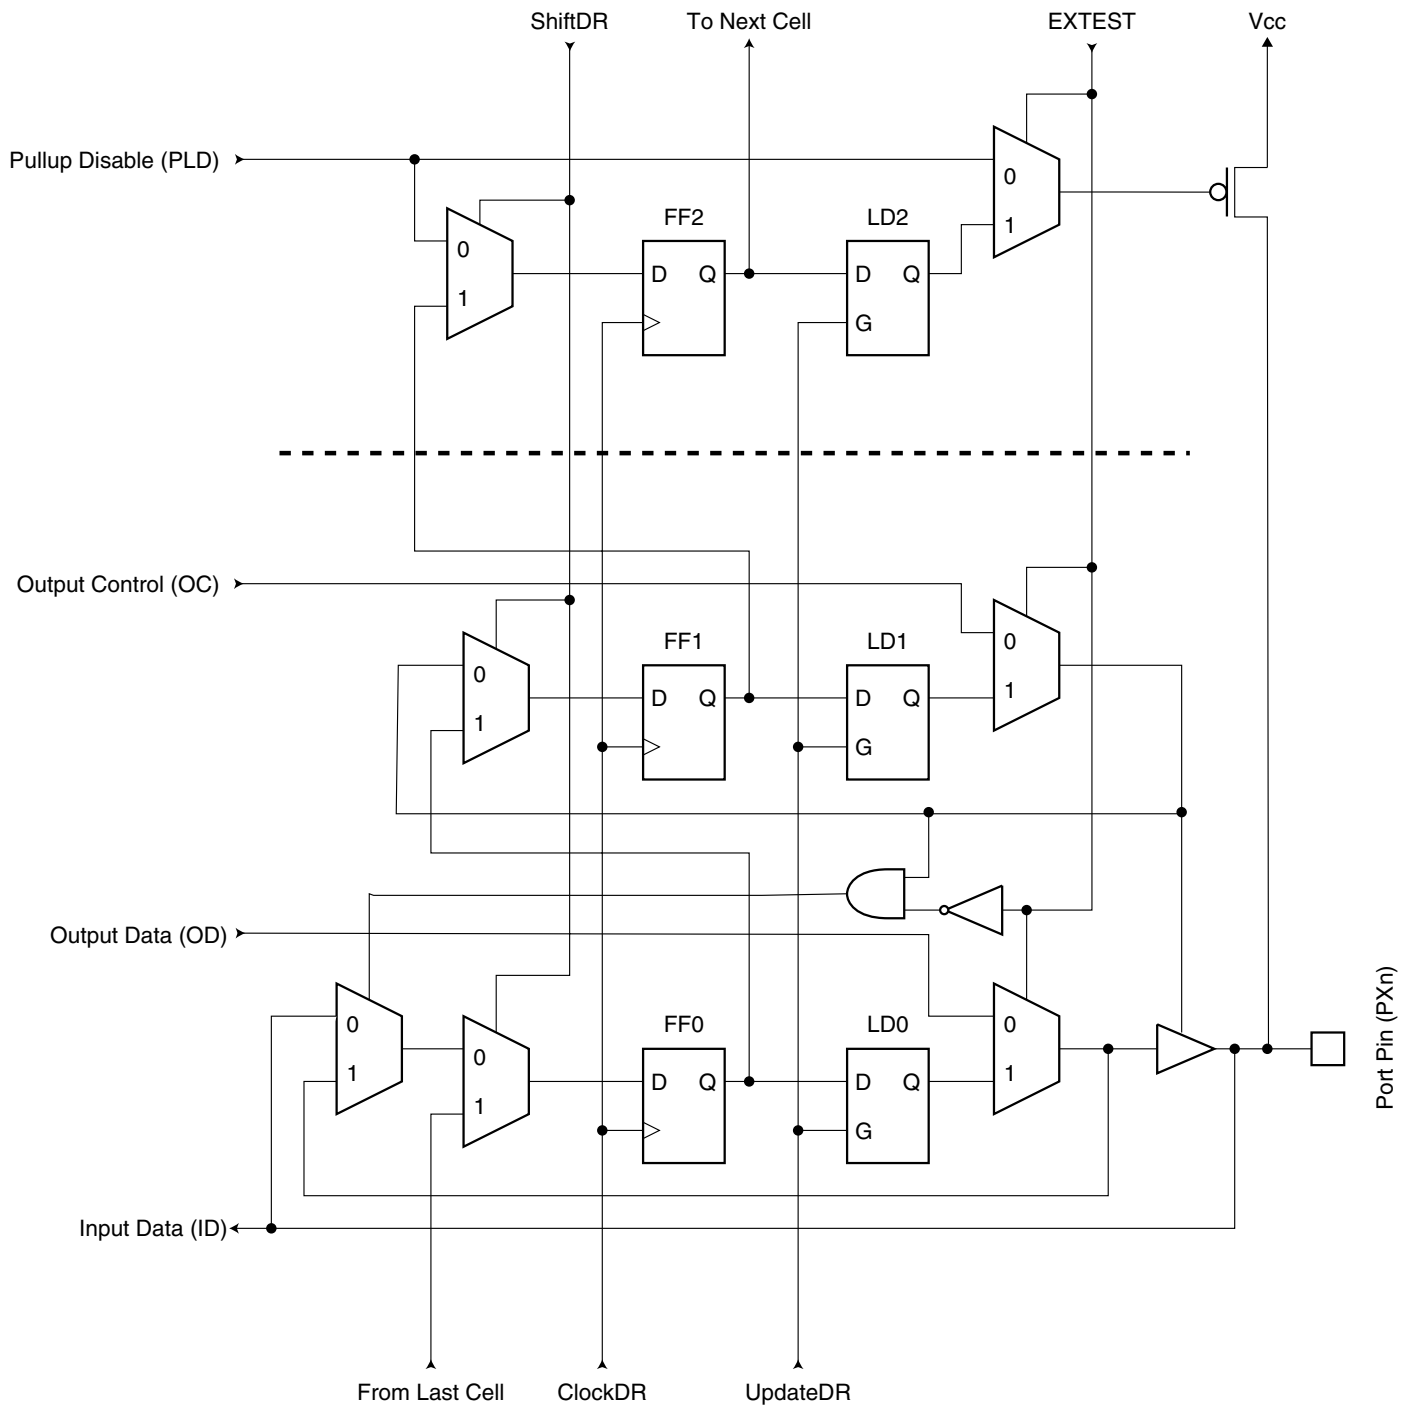 ShiftDR To Next Cell EXTEST Vcc
Pullup Disable (PLD)
0
1
FF2
D Q
LD2
D Q
G
0
1
Output Control (OC)
0
1
FF1
D Q
LD1
D Q
G
0
1
Output Data (OD)
0
1
0
1
FF0
D Q
LD0
D Q
G
0
1
Port Pin (PXn)
Input Data (ID)
From Last Cell ClockDR UpdateDR